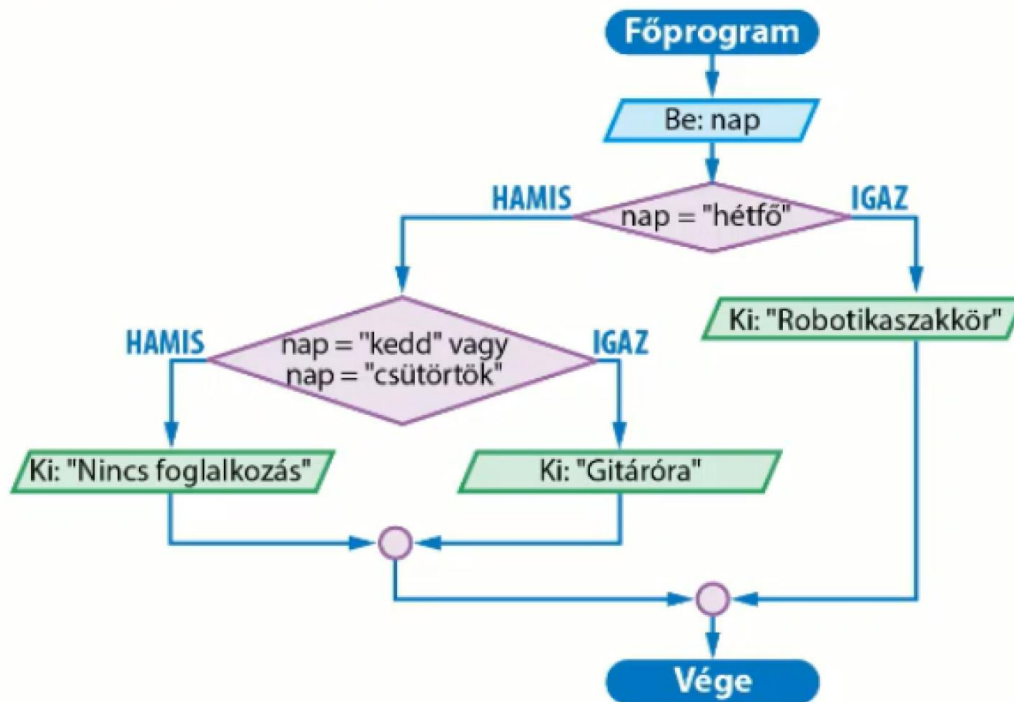 Főprogram
Be: nap
HAMIS
nap = "hétfő"
IGAZ
Ki: "Robotikaszakkör"
HAMIS
nap = "kedd" vagy
nap = "csütörtök"
IGAZ
Ki: "Nincs foglalkozás"
Ki: "Gitáróra"
Vége